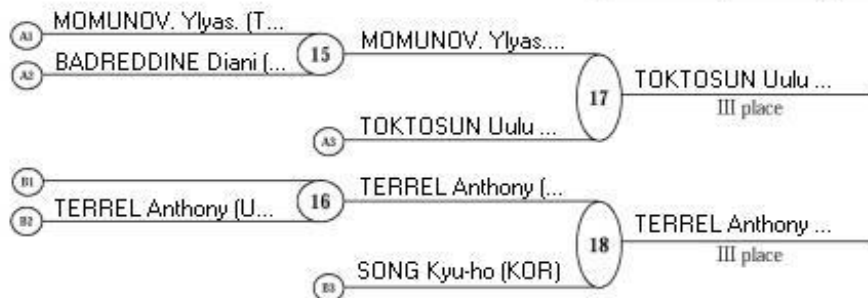 A1 MOMUNOV. Ylyas. (T...
15 MOMUNOV. Ylyas....
A2 BADREDDINE Diani (...
17 TOKTOSUN Uulu ...
III place
A3 TOKTOSUN Uulu ...
B1
16 TERREL Anthony (...
B2 TERREL Anthony (U...
18 TERREL Anthony ...
III place
B3 SONG Kyu-ho (KOR)